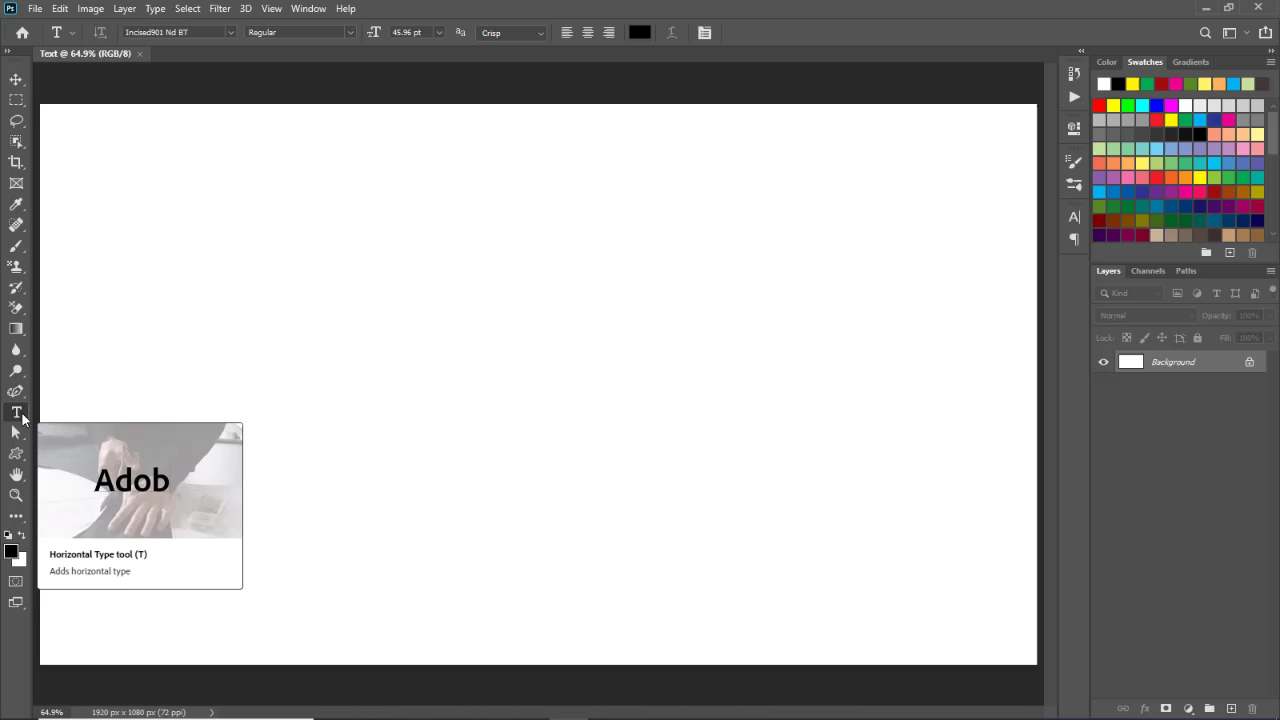 Ps File Edit Image Layer Type Select Filter 3D View Window Help
T Incised901 Nd BT Regular 45.96 pt aa Crisp
Text @ 64.9% (RGB/8) ×
Color Swatches Gradients
A
Layers Channels Paths
Kind
Normal Opacity: 100%
Lock: Fill: 100%
Background
T
Adob
Horizontal Type tool (T)
Adds horizontal type
fx
64.9% 1920 px x 1080 px (72 ppi)